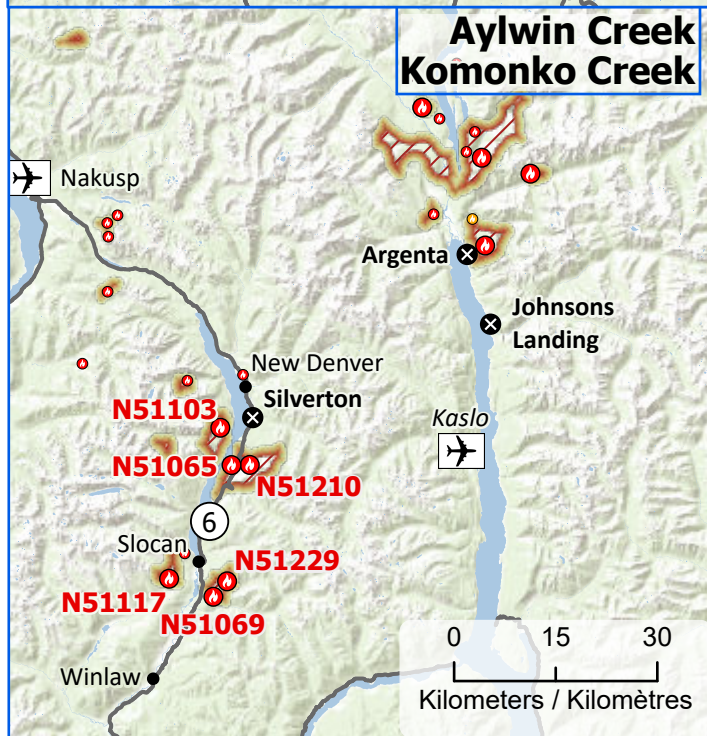 Aylwin Creek
Komonko Creek
Nakusp
Argenta
Johnsons
Landing
New Denver
Silverton
Kaslo
N51103
N51065
N51210
6
Slocan
N51229
N51117
N51069
Winlaw
0 15 30
Kilometers / Kilomètres